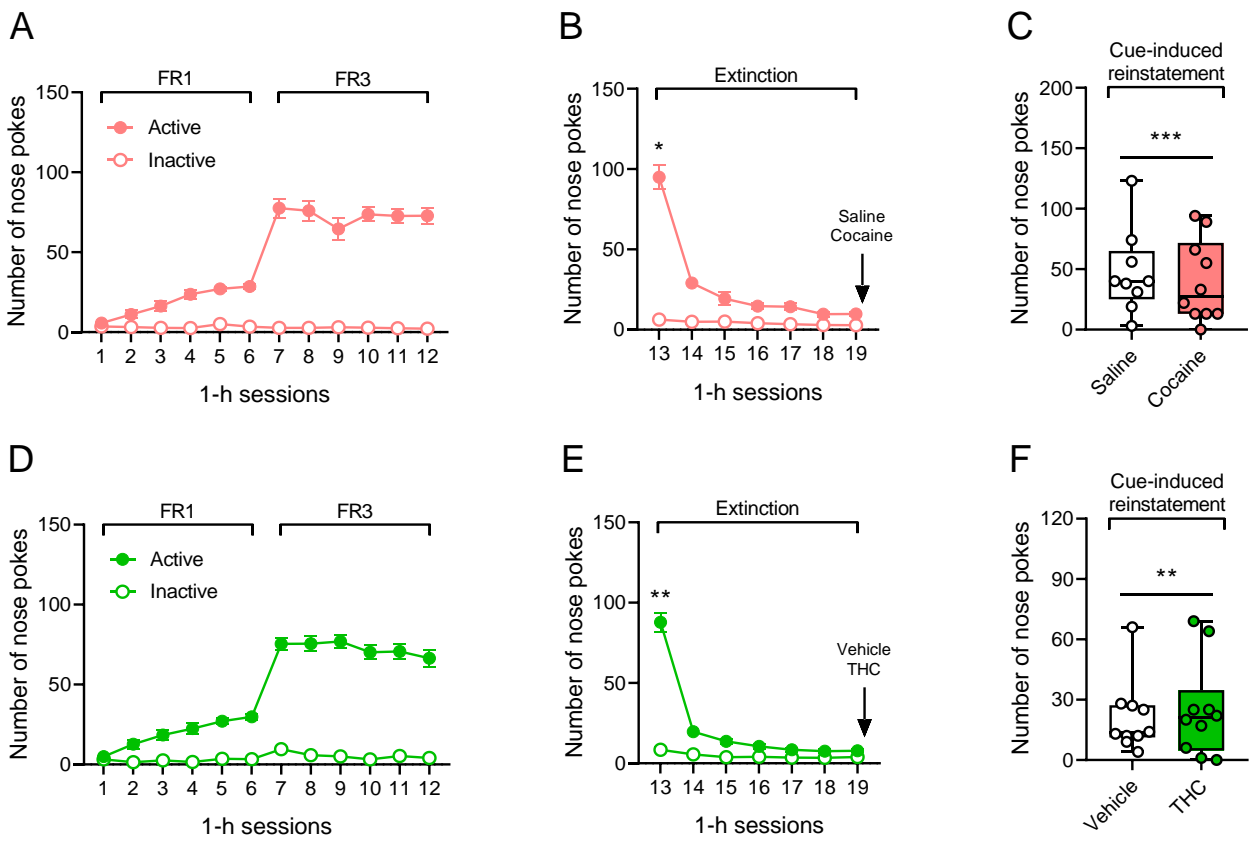 A
FR1
FR3
Number of nose pokes
150
100
50
0
Active
Inactive
1 2 3 4 5 6 7 8 9 10 11 12
1-h sessions
B
Extinction
Number of nose pokes
150
100
50
0
*
Saline
Cocaine
13 14 15 16 17 18 19
1-h sessions
C
Cue-induced
reinstatement
Number of nose pokes
200
150
100
50
0
***
Saline
Cocaine
D
FR1
FR3
Number of nose pokes
150
100
50
0
Active
Inactive
1 2 3 4 5 6 7 8 9 10 11 12
1-h sessions
E
Extinction
Number of nose pokes
150
100
50
0
**
Vehicle
THC
13 14 15 16 17 18 19
1-h sessions
F
Cue-induced
reinstatement
Number of nose pokes
120
90
60
30
0
**
Vehicle
THC